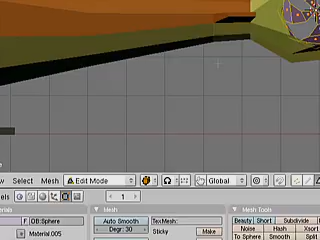 w Select Mesh Edit Mode Global
els 1
OB:Sphere Mesh Mesh Tools
Auto Smooth TexMesh: Beauty Short Subdivide
Degr: 30 Sticky Make Noise Hash Xsort
Material.005 To Sphere Smooth Split